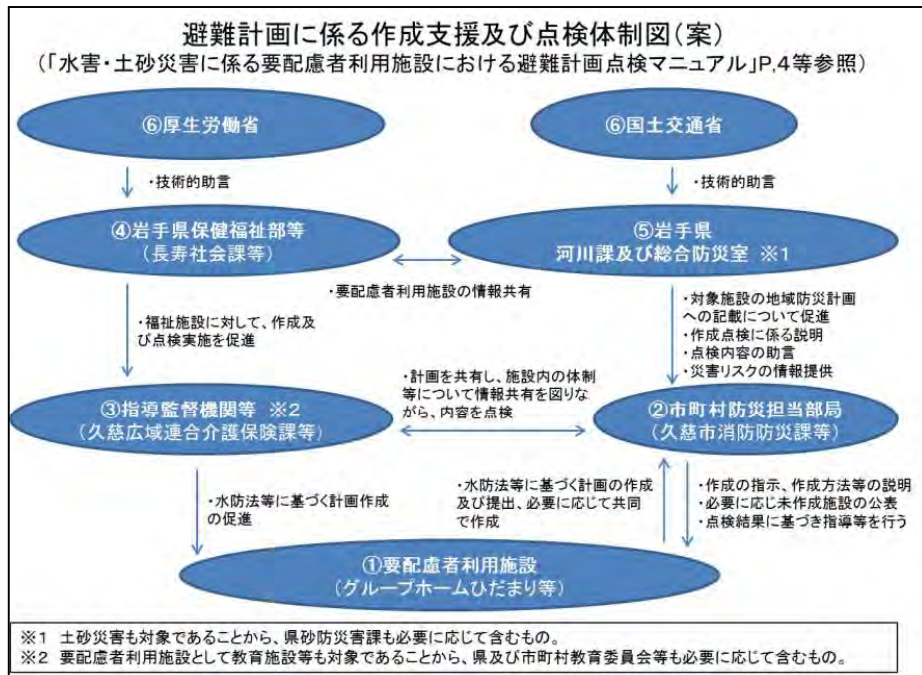 避難計画に係る作成支援及び点検体制図(案)
(「水害・土砂災害に係る要配慮者利用施設における避難計画点検マニュアル」P,4等参照)
⑥厚生労働省
⑥国土交通省
・技術的助言
・技術的助言
④岩手県保健福祉部等
(長寿社会課等)
⑤岩手県
河川課及び総合防災室 ※1
・要配慮者利用施設の情報共有
・福祉施設に対して、作成及
び点検実施を促進
・対象施設の地域防災計画
への記載について促進
・作成点検に係る説明
・点検内容の助言
・災害リスクの情報提供
・計画を共有し、施設内の体制
等について情報共有を図りな
がら、内容を点検
③指導監督機関等 ※2
(久慈広域連合介護保険課等)
②市町村防災担当部局
(久慈市消防防災課等)
・水防法等に基づく計画作成
の促進
・水防法等に基づく計画の作成
及び提出、必要に応じて共同
で作成
・作成の指示、作成方法等の説明
・必要に応じ未作成施設の公表
・点検結果に基づき指導等を行う
①要配慮者利用施設
(グループホームひだまり等)
※1 土砂災害も対象であることから、県砂防災害課も必要に応じて含むもの。
※2 要配慮者利用施設として教育施設等も対象であることから、県及び市町村教育委員会等も必要に応じて含むもの。